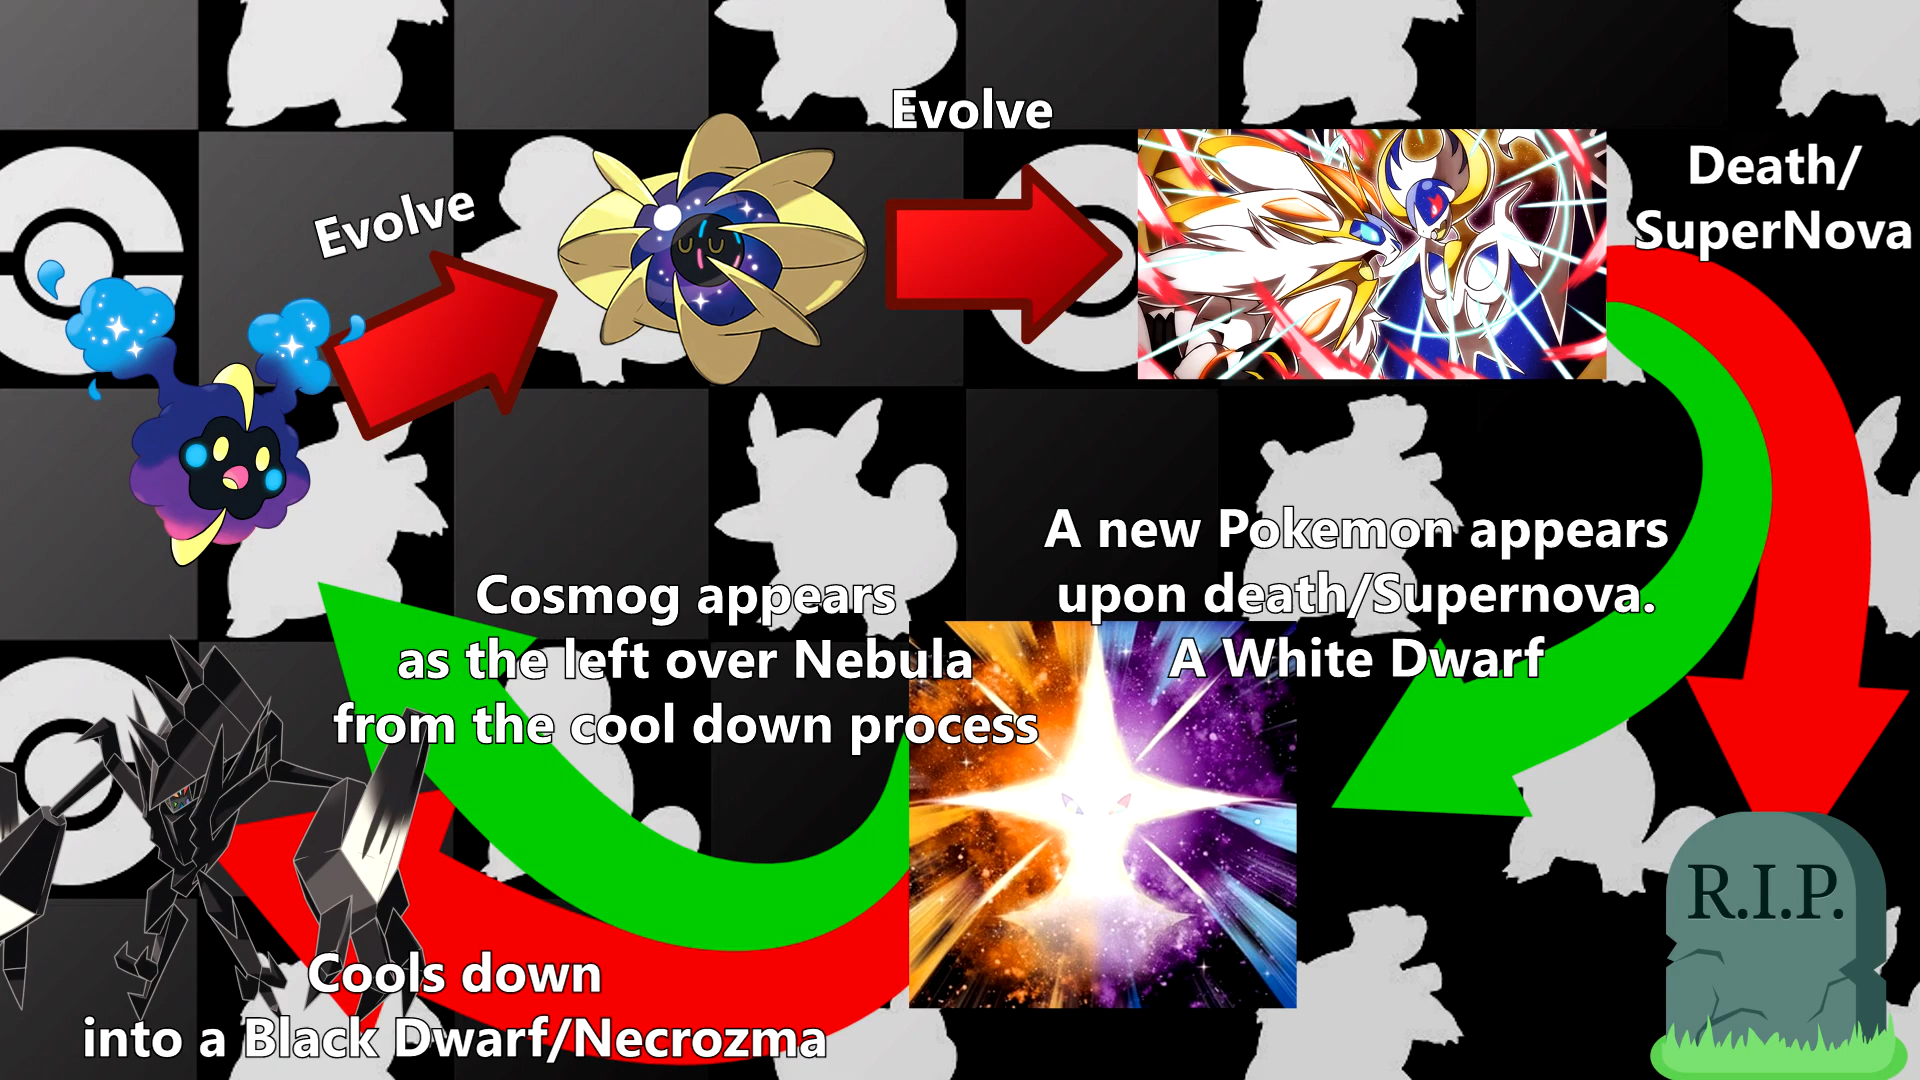 Evolve
Evolve
Death/
SuperNova
A new Pokemon appears
upon death/Supernova.
A White Dwarf
Cosmog appears
as the left over Nebula
from the cool down process
R.I.P.
Cools down
into a Black Dwarf/Necrozma